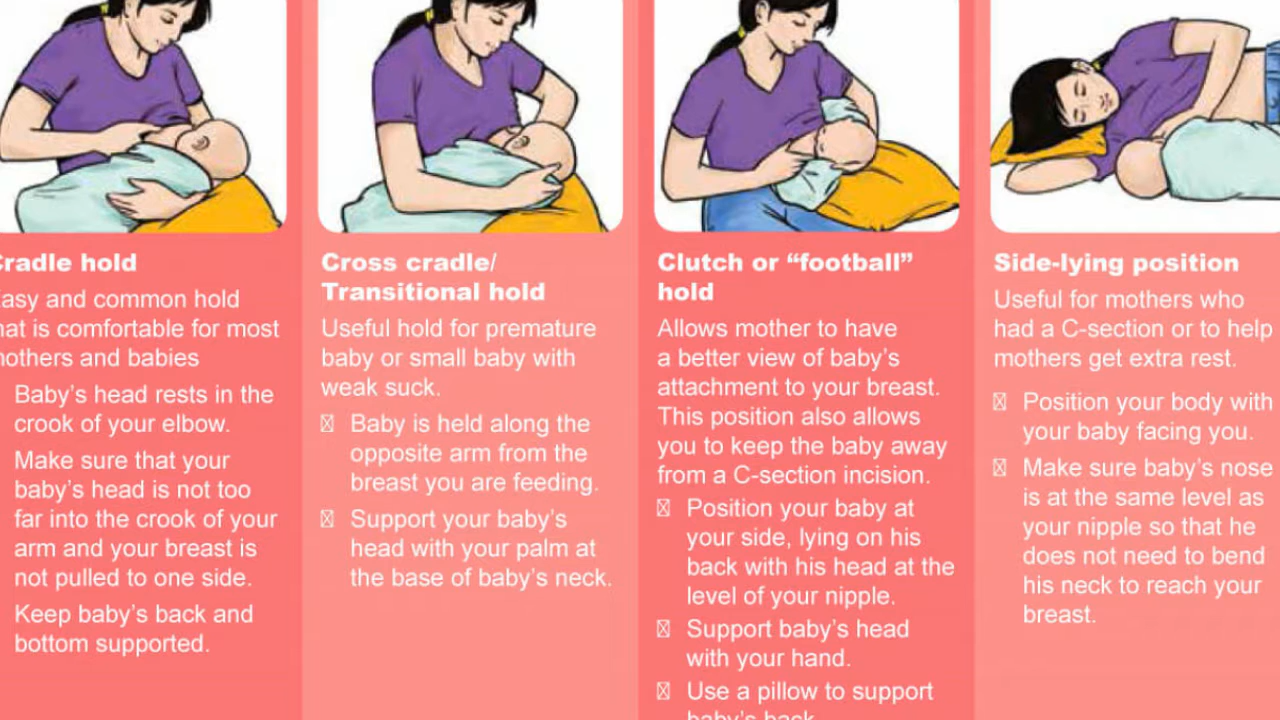 Cradle hold
Easy and common hold
that is comfortable for most
mothers and babies
Baby's head rests in the
crook of your elbow.
Make sure that your
baby's head is not too
far into the crook of your
arm and your breast is
not pulled to one side.
Keep baby's back and
bottom supported.
Cross cradle/
Transitional hold
Useful hold for premature
baby or small baby with
weak suck.
Baby is held along the
opposite arm from the
breast you are feeding.
Support your baby's
head with your palm at
the base of baby's neck.
Clutch or “football”
hold
Allows mother to have
a better view of baby's
attachment to your breast.
This position also allows
you to keep the baby away
from a C-section incision.
Position your baby at
your side, lying on his
back with his head at the
level of your nipple.
Support baby's head
with your hand.
Use a pillow to support
baby's back
Side-lying position
Useful for mothers who
had a C-section or to help
mothers get extra rest.
Position your body with
your baby facing you.
Make sure baby's nose
is at the same level as
your nipple so that he
does not need to bend
his neck to reach your
breast.